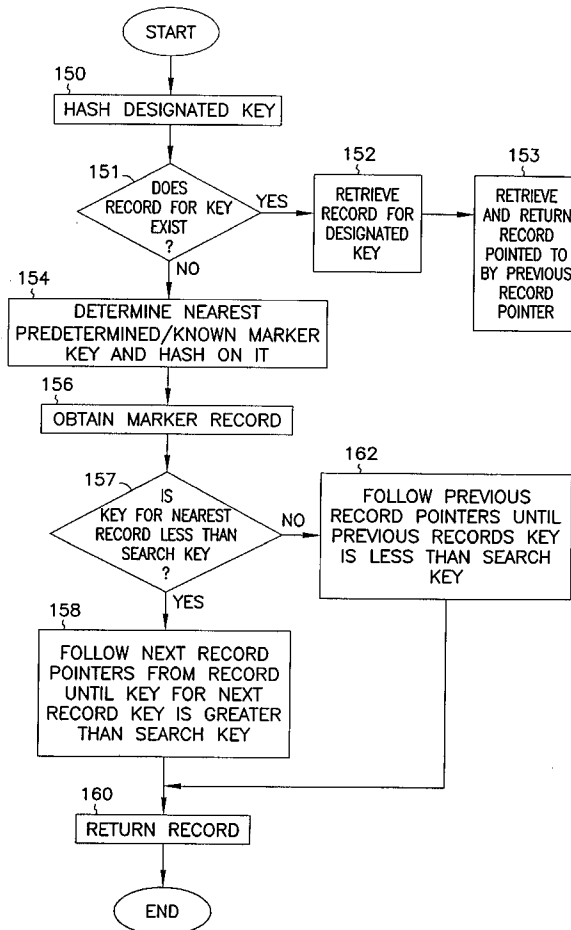 START
150
HASH DESIGNATED KEY
151
DOES
RECORD FOR KEY
EXIST
?
YES
NO
152
RETRIEVE
RECORD FOR
DESIGNATED
KEY
153
RETRIEVE
AND RETURN
RECORD
POINTED TO
BY PREVIOUS
RECORD
POINTER
154
DETERMINE NEAREST
PREDETERMINED/KNOWN MARKER
KEY AND HASH ON IT
156
OBTAIN MARKER RECORD
157
IS
KEY FOR NEAREST
RECORD LESS THAN
SEARCH KEY
?
NO
YES
162
FOLLOW PREVIOUS
RECORD POINTERS UNTIL
PREVIOUS RECORDS KEY
IS LESS THAN SEARCH
KEY
158
FOLLOW NEXT RECORD
POINTERS FROM RECORD
UNTIL KEY FOR NEXT
RECORD KEY IS GREATER
THAN SEARCH KEY
160
RETURN RECORD
END